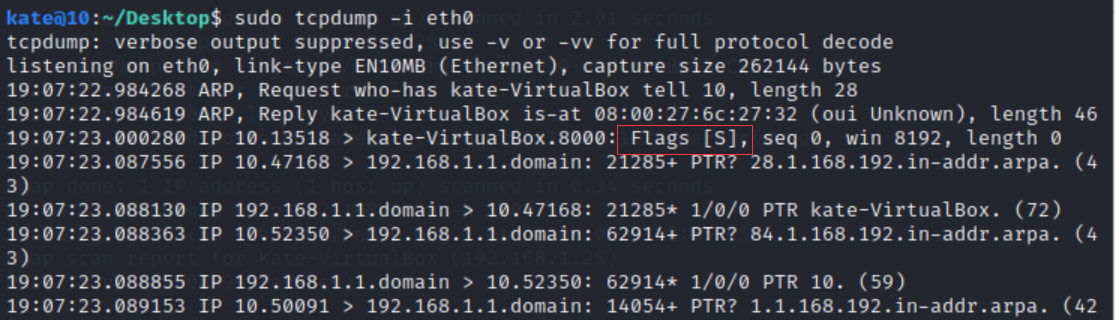 kate@10:~/Desktop$ sudo tcpdump -i eth0
tcpdump: verbose output suppressed, use -v or -vv for full protocol decode
listening on eth0, link-type EN10MB (Ethernet), capture size 262144 bytes
19:07:22.984268 ARP, Request who-has kate-VirtualBox tell 10, length 28
19:07:22.984619 ARP, Reply kate-VirtualBox is-at 08:00:27:6c:27:32 (oui Unknown), length 46
19:07:23.000280 IP 10.13518 > kate-VirtualBox.8000: Flags [S], seq 0, win 8192, length 0
19:07:23.087556 IP 10.47168 > 192.168.1.1.domain: 21285+ PTR? 28.1.168.192.in-addr.arpa. (4
3)
19:07:23.088130 IP 192.168.1.1.domain > 10.47168: 21285* 1/0/0 PTR kate-VirtualBox. (72)
19:07:23.088363 IP 10.52350 > 192.168.1.1.domain: 62914+ PTR? 84.1.168.192.in-addr.arpa. (4
3)
19:07:23.088855 IP 192.168.1.1.domain > 10.52350: 62914* 1/0/0 PTR 10. (59)
19:07:23.089153 IP 10.50091 > 192.168.1.1.domain: 14054+ PTR? 1.1.168.192.in-addr.arpa. (42